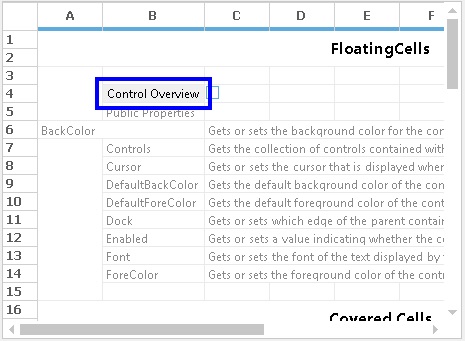 A B C D E F
1
2 FloatingCells
3
4 Control Overview
5 Public Properties
6 BackColor Gets or sets the background color for the con
7 Controls Gets the collection of controls contained with
8 Cursor Gets or sets the cursor that is displayed wher
9 DefaultBackColor Gets the default background color of the cont
10 DefaultForeColor Gets the default foreground color of the cont
11 Dock Gets or sets which edge of the parent contain
12 Enabled Gets or sets a value indicating whether the co
13 Font Gets or sets the font of the text displayed by t
14 ForeColor Gets or sets the foreground color of the contr
15
16 Covered Cells